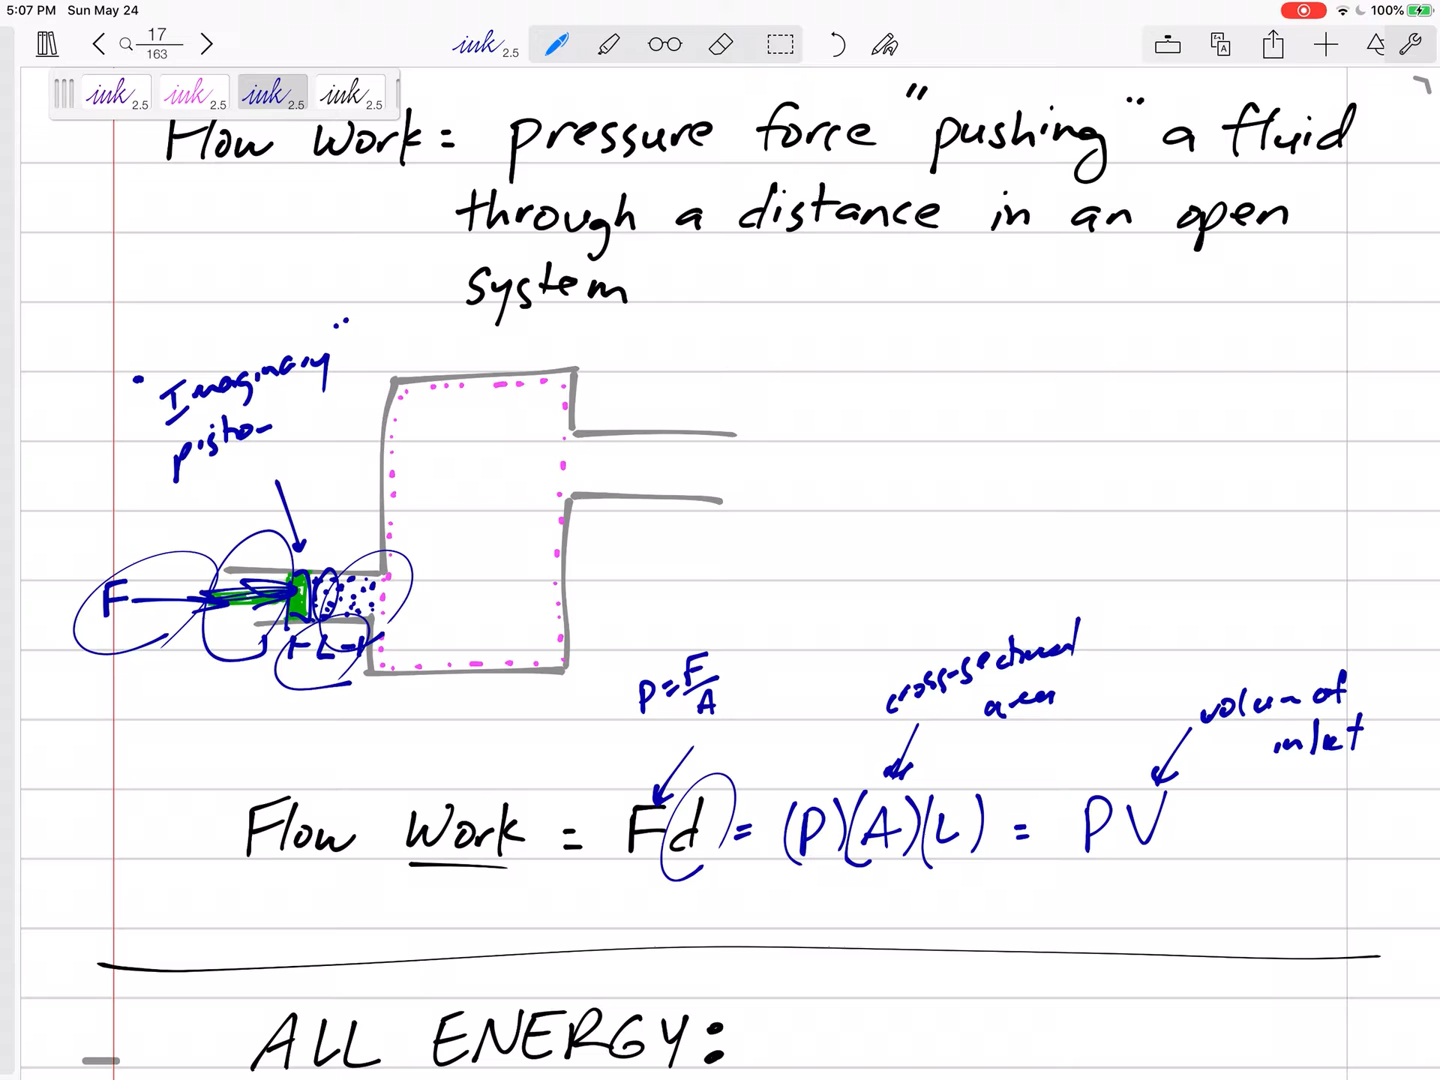 5:07 PM Sun May 24
100%
17
163
ink 2.5
ink 2.5
ink 2.5
ink 2.5
ink 2.5
Flow Work = pressure force "pushing" a fluid
through a distance in an open
system
"Imaginary"
piston
F
L
P = F/A
cross-sectional
area
volum of
inlet
Flow Work = Fd = (P)(A)(L) = PV
ALL ENERGY: